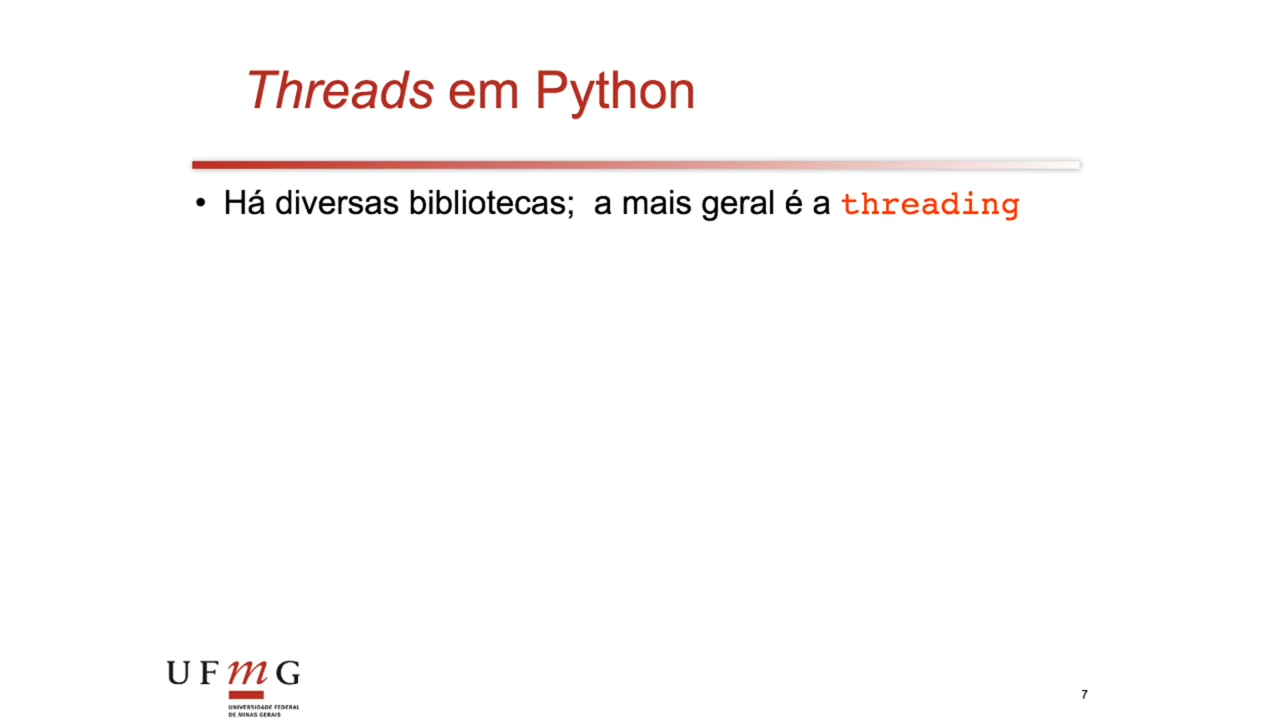 Threads em Python
• Há diversas bibliotecas;  a mais geral é a threading
UFmG
UNIVERSIDADE FEDERAL
DE MINAS GERAIS
7